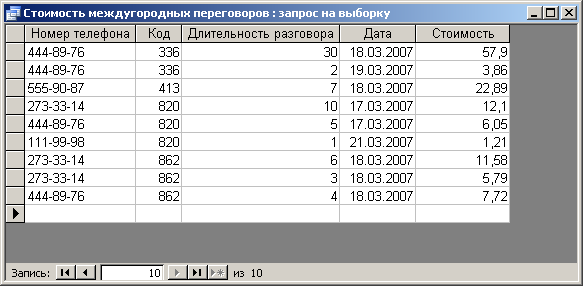 Стоимость междугородных переговоров : запрос на выборку
Номер телефона Код Длительность разговора Дата Стоимость
444-89-76 336 30 18.03.2007 57,9
444-89-76 336 2 19.03.2007 3,86
555-90-87 413 7 18.03.2007 22,89
273-33-14 820 10 17.03.2007 12,1
444-89-76 820 5 17.03.2007 6,05
111-99-98 820 1 21.03.2007 1,21
273-33-14 862 6 18.03.2007 11,58
273-33-14 862 3 18.03.2007 5,79
444-89-76 862 4 18.03.2007 7,72
Запись: 10 из 10